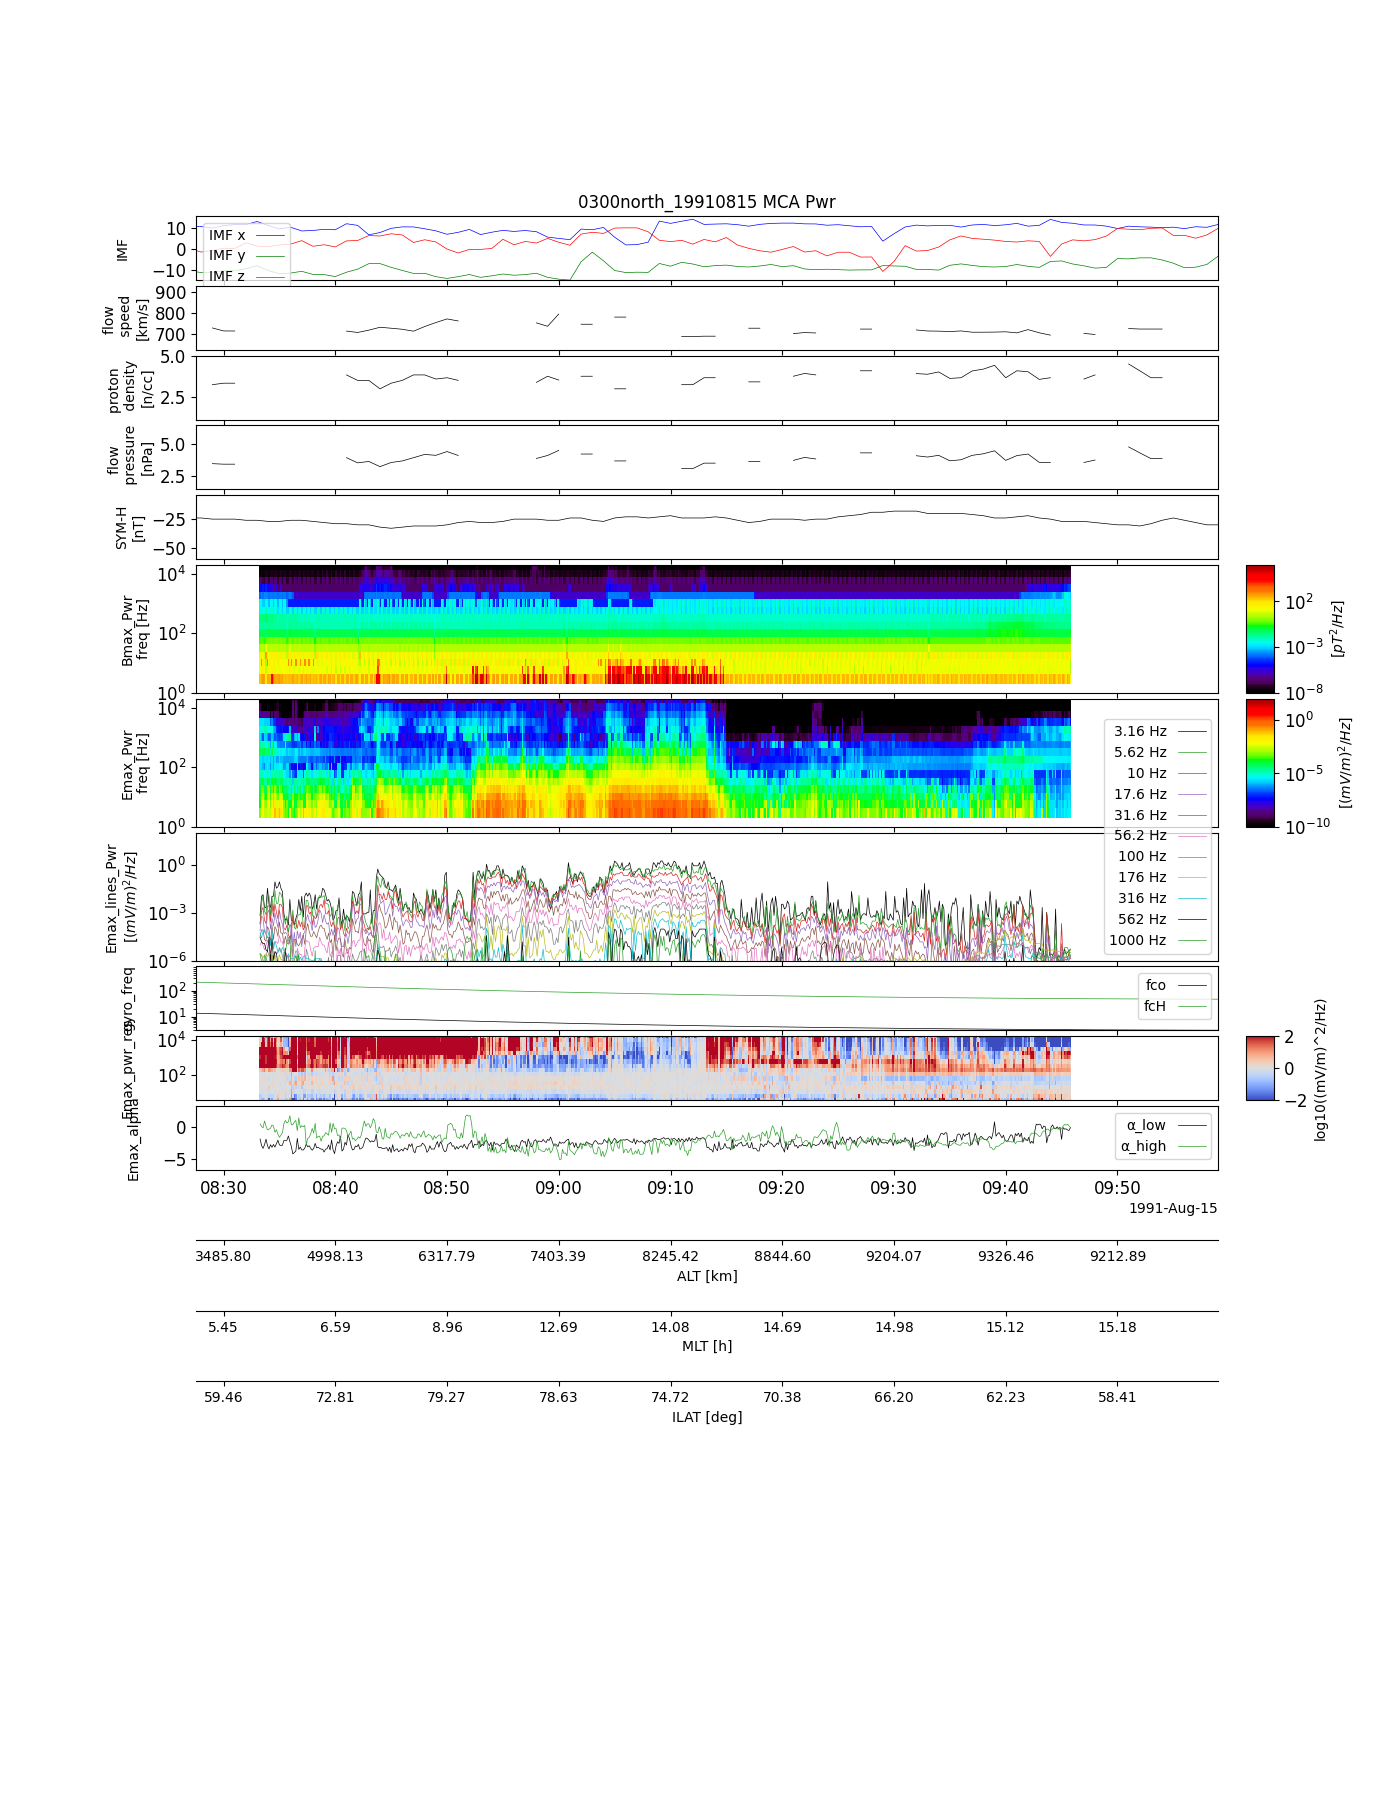 0300north_19910815 MCA Pwr
IMF
10
0
−10
IMF x
IMF y
IMF z
flow
speed
[km/s]
900
800
700
proton
density
[n/cc]
5.0
2.5
flow
pressure
[nPa]
5.0
2.5
SYM-H
[nT]
−25
−50
Bmax_Pwr
freq [Hz]
10^4
10^2
10^0
10^2
10^−3
10^−8
[pT^2/Hz]
Emax_Pwr
freq [Hz]
10^4
10^2
10^0
10^0
10^−5
10^−10
[(mV/m)^2/Hz]
3.16 Hz
5.62 Hz
10 Hz
17.6 Hz
31.6 Hz
56.2 Hz
100 Hz
176 Hz
316 Hz
562 Hz
1000 Hz
Emax_lines_Pwr
[(mV/m)^2/Hz]
10^0
10^−3
10^−6
gyro_freq
10^2
10^1
fco
fcH
Emax_pwr_reg
10^4
10^2
2
0
−2
log10((mV/m)^2/Hz)
Emax_alpha
0
−5
α_low
α_high
08:30 08:40 08:50 09:00 09:10 09:20 09:30 09:40 09:50
1991-Aug-15
3485.80 4998.13 6317.79 7403.39 8245.42 8844.60 9204.07 9326.46 9212.89
ALT [km]
5.45 6.59 8.96 12.69 14.08 14.69 14.98 15.12 15.18
MLT [h]
59.46 72.81 79.27 78.63 74.72 70.38 66.20 62.23 58.41
ILAT [deg]